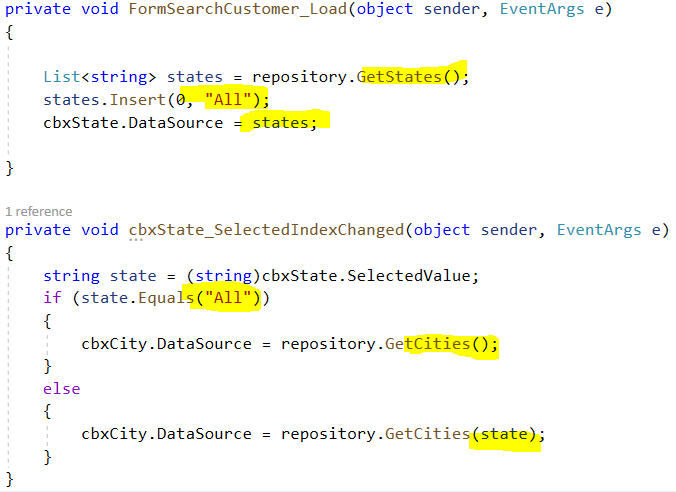 private void FormSearchCustomer_Load(object sender, EventArgs e)
{
List<string> states = repository.GetStates();
states.Insert(0, "All");
cbxState.DataSource = states;
}
1 reference
private void cbxState_SelectedIndexChanged(object sender, EventArgs e)
{
string state = (string)cbxState.SelectedValue;
if (state.Equals("All"))
{
cbxCity.DataSource = repository.GetCities();
}
else
{
cbxCity.DataSource = repository.GetCities(state);
}
}